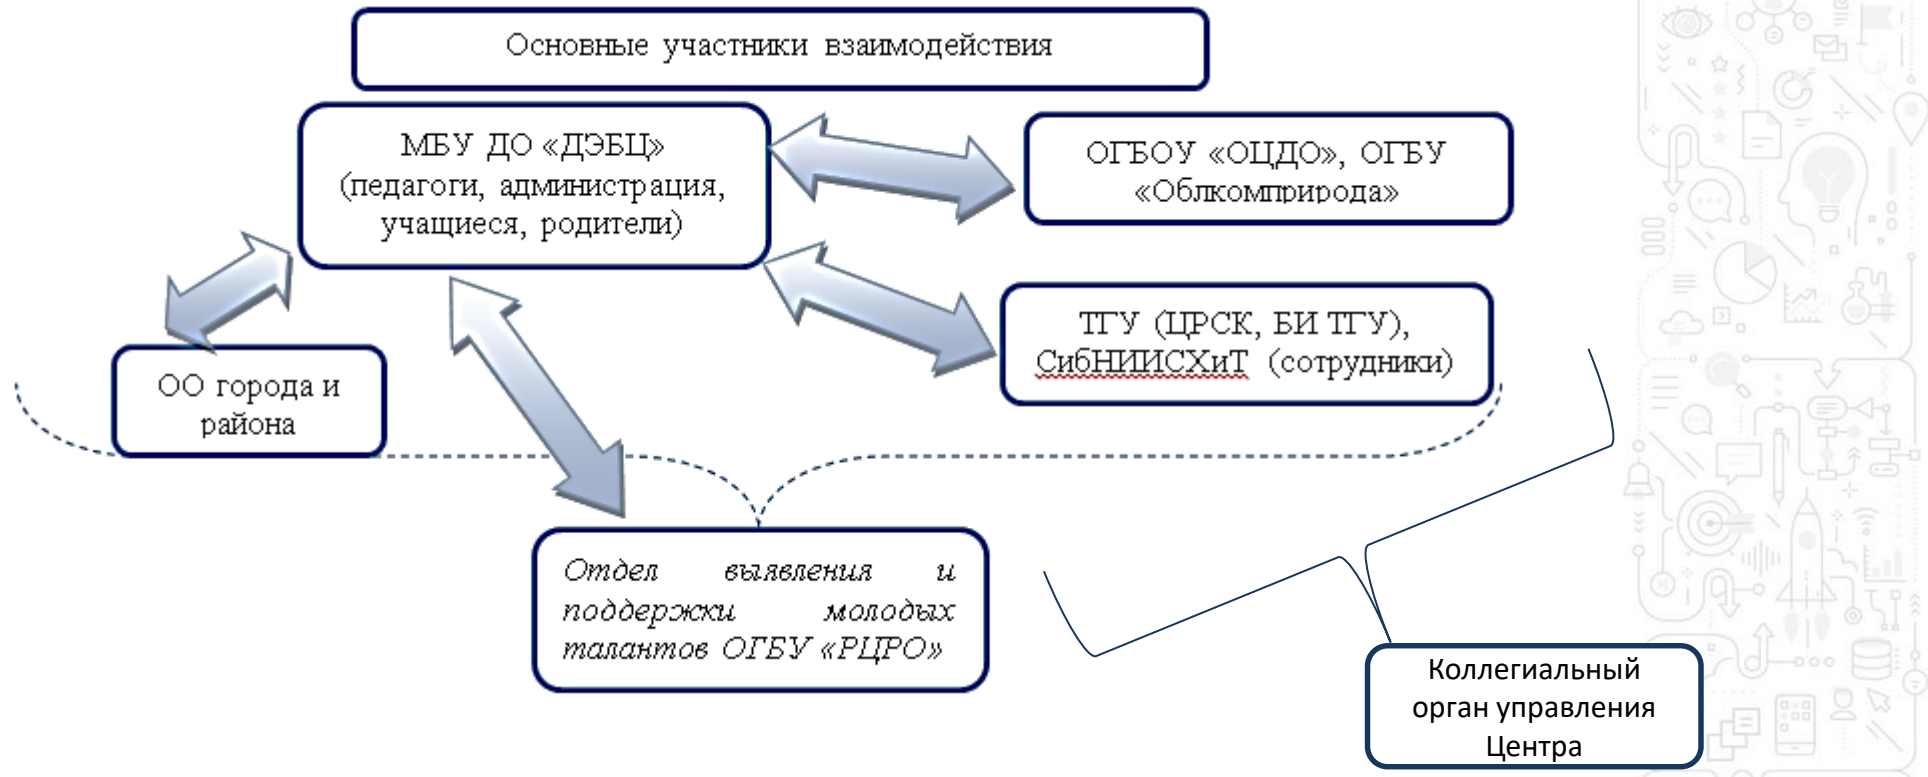 Основные участники взаимодействия
МБУ ДО «ДЭБЦ»
(педагоги, администрация,
учащиеся, родители)
ОГБОУ «ОЦДО», ОГБУ
«Облкомприрода»
ТГУ (ЦРСК, БИ ТГУ),
СибНИИСХиТ (сотрудники)
ОО города и
района
Отдел выявления и
поддержки молодых
талантов ОГБУ «РЦРО»
Коллегиальный
орган управления
Центра